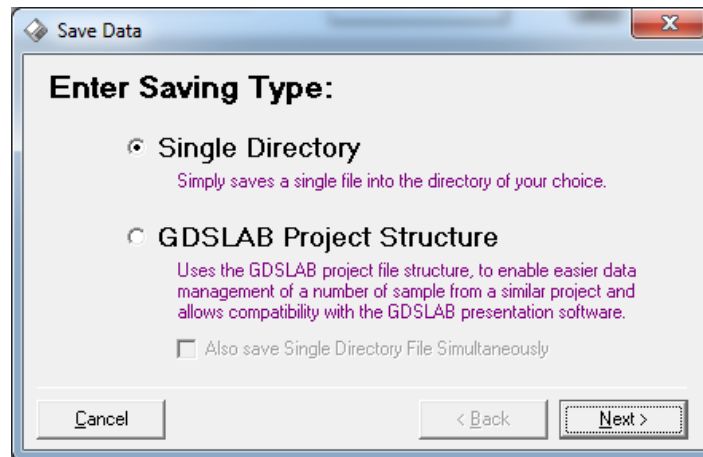 Save Data
Enter Saving Type:
Single Directory
Simply saves a single file into the directory of your choice.
GDSLAB Project Structure
Uses the GDSLAB project file structure, to enable easier data
management of a number of sample from a similar project and
allows compatibility with the GDSLAB presentation software.
Also save Single Directory File Simultaneously
Cancel
< Back
Next >